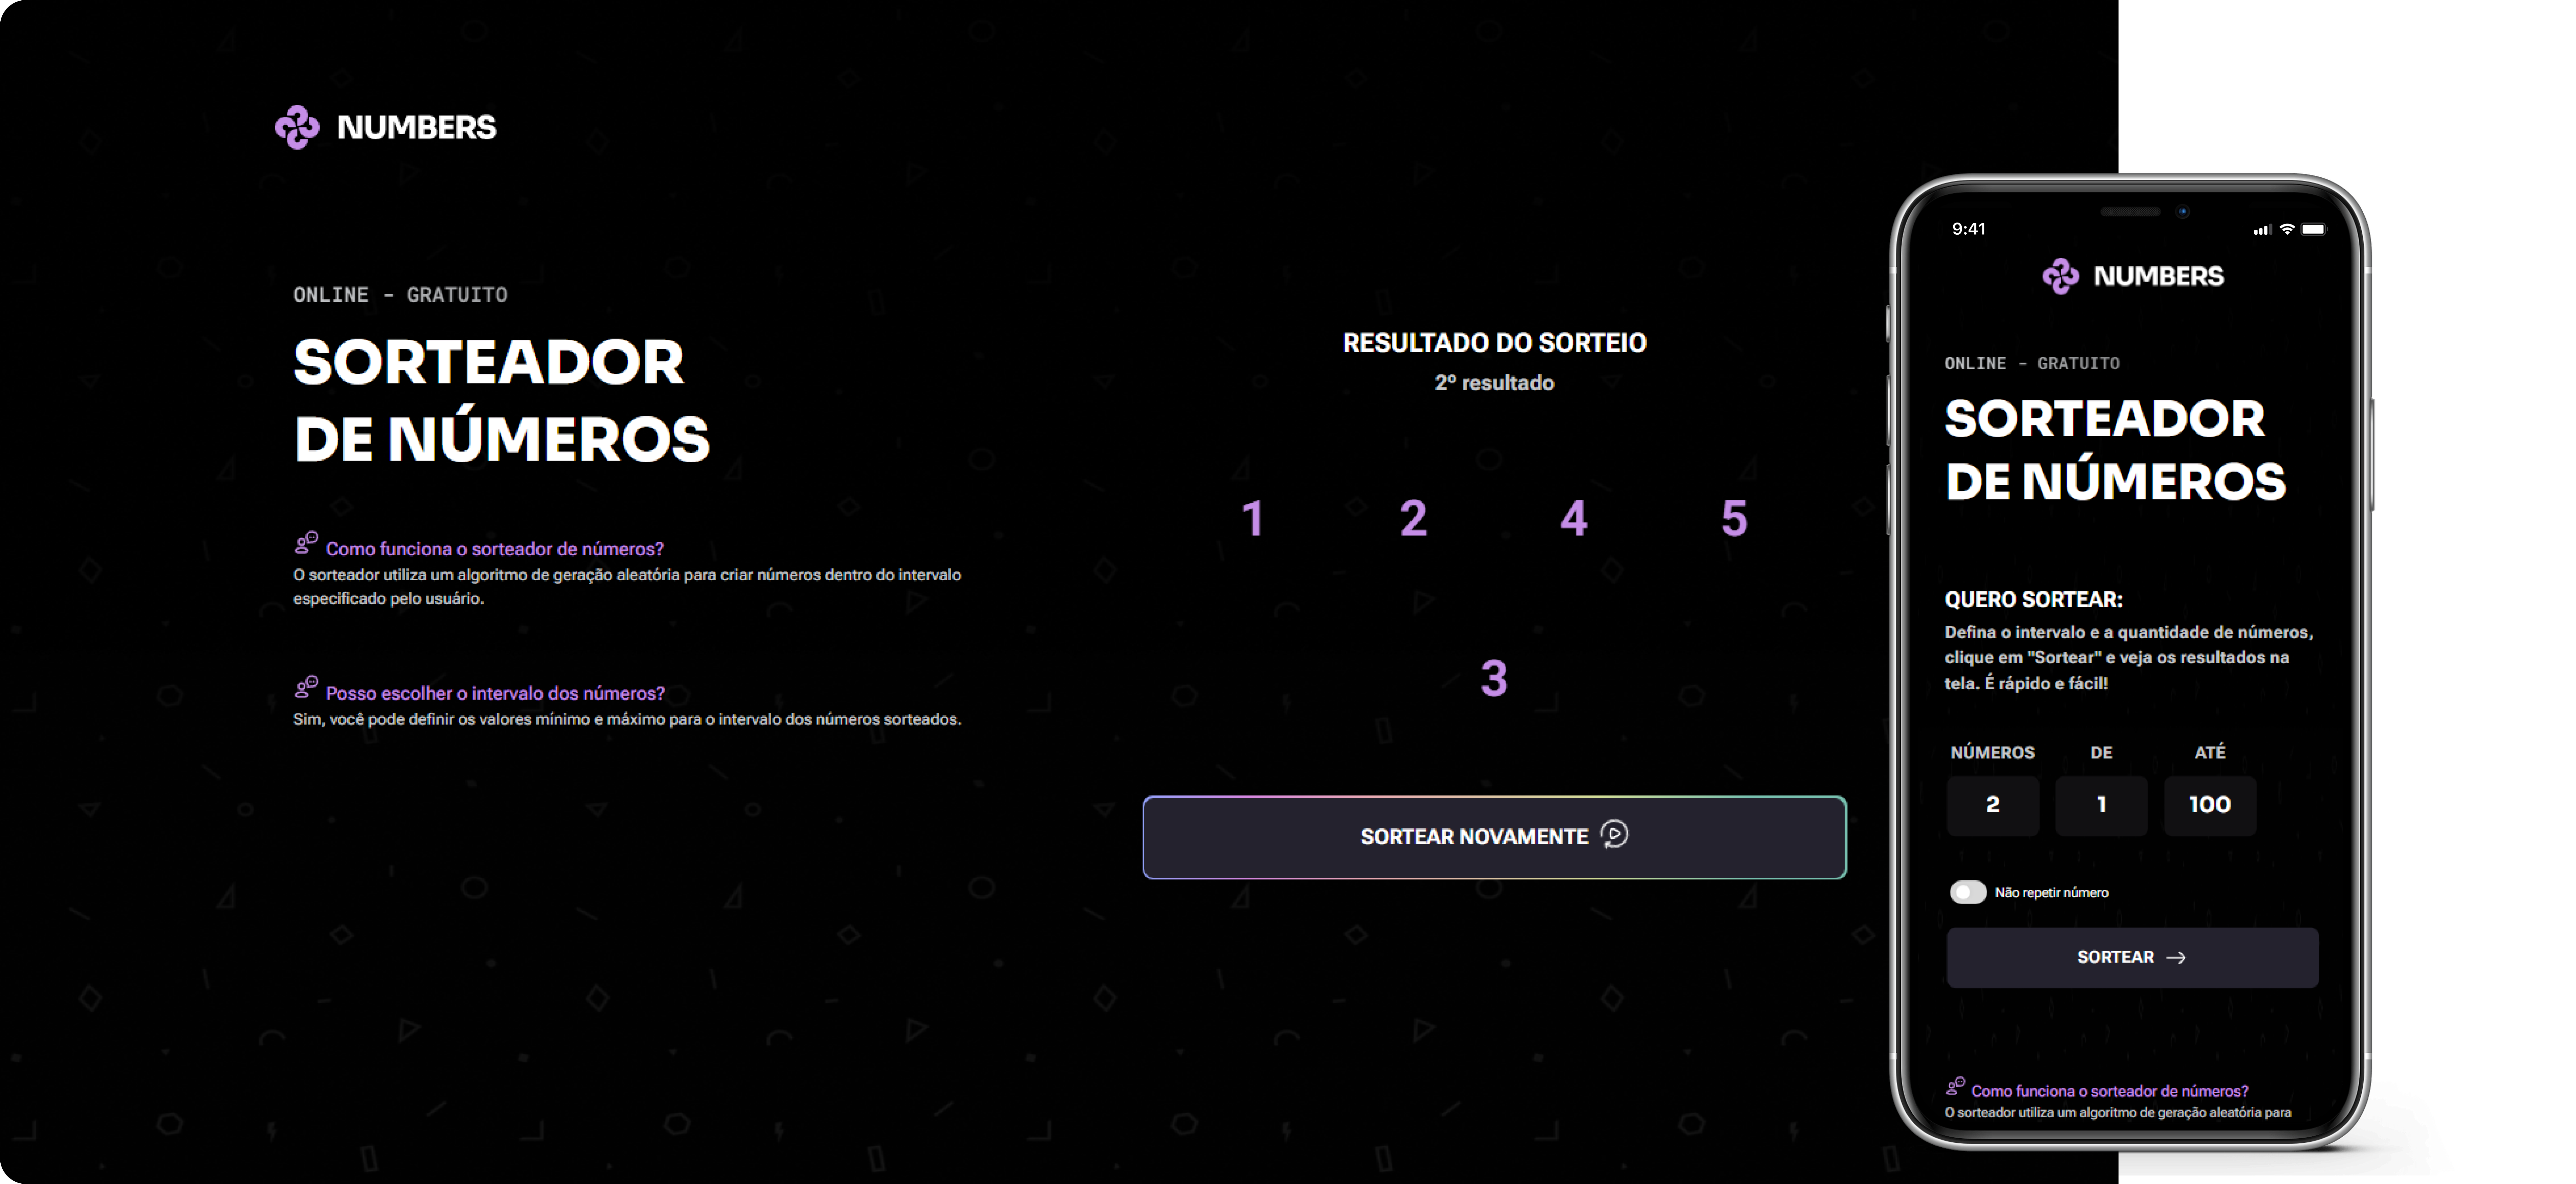 NUMBERS
ONLINE - GRATUITO
SORTEADOR
DE NÚMEROS
Como funciona o sorteador de números?
O sorteador utiliza um algoritmo de geração aleatória para criar números dentro do intervalo
especificado pelo usuário.
Posso escolher o intervalo dos números?
Sim, você pode definir os valores mínimo e máximo para o intervalo dos números sorteados.
RESULTADO DO SORTEIO
2º resultado
1 2 4 5
3
SORTEAR NOVAMENTE
9:41
NUMBERS
ONLINE - GRATUITO
SORTEADOR
DE NÚMEROS
QUERO SORTEAR:
Defina o intervalo e a quantidade de números,
clique em "Sortear" e veja os resultados na
tela. É rápido e fácil!
NÚMEROS DE ATÉ
2 1 100
Não repetir número
SORTEAR
Como funciona o sorteador de números?
O sorteador utiliza um algoritmo de geração aleatória para